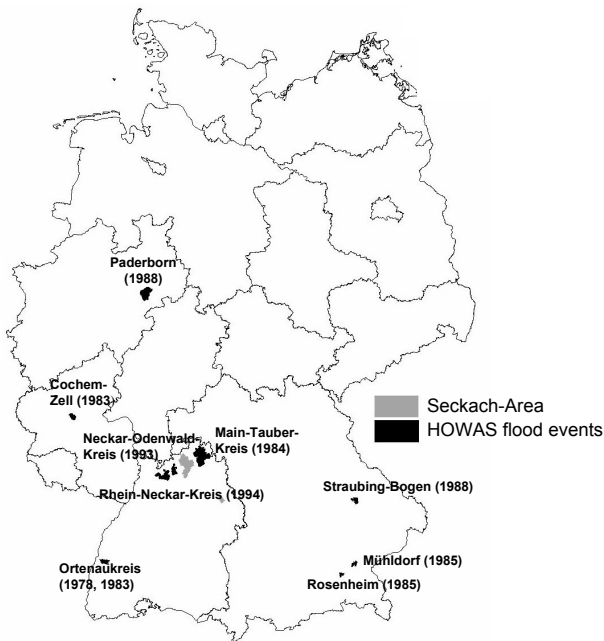 Paderborn
(1988)
Cochem-
Zell (1983)
Neckar-Odenwald-
Kreis (1993)
Main-Tauber-
Kreis (1984)
Seckach-Area
HOWAS flood events
Rhein-Neckar-Kreis (1994)
Straubing-Bogen (1988)
Ortenaukreis
(1978, 1983)
Mühldorf (1985)
Rosenheim (1985)